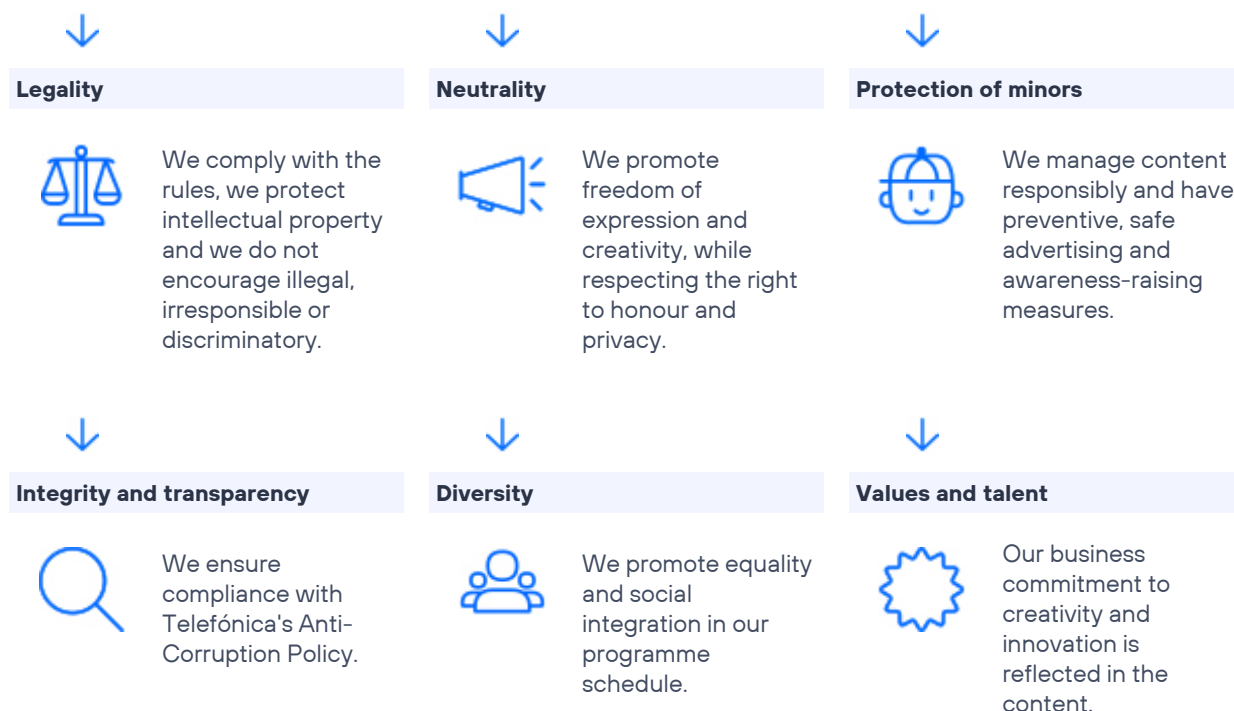 Legality
We comply with the
rules, we protect
intellectual property
and we do not
encourage illegal,
irresponsible or
discriminatory.
Neutrality
We promote
freedom of
expression and
creativity, while
respecting the right
to honour and
privacy.
Protection of minors
We manage content
responsibly and have
preventive, safe
advertising and
awareness-raising
measures.
Integrity and transparency
We ensure
compliance with
Telefónica's Anti-
Corruption Policy.
Diversity
We promote equality
and social
integration in our
programme
schedule.
Values and talent
Our business
commitment to
creativity and
innovation is
reflected in the
content.